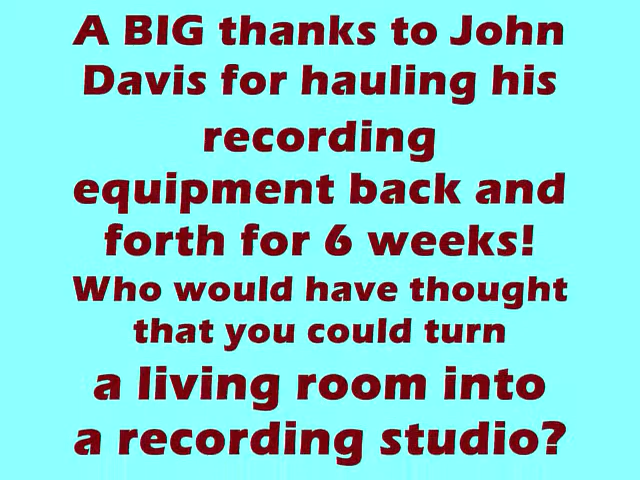 A BIG thanks to John
Davis for hauling his
recording
equipment back and
forth for 6 weeks!
Who would have thought
that you could turn
a living room into
a recording studio?